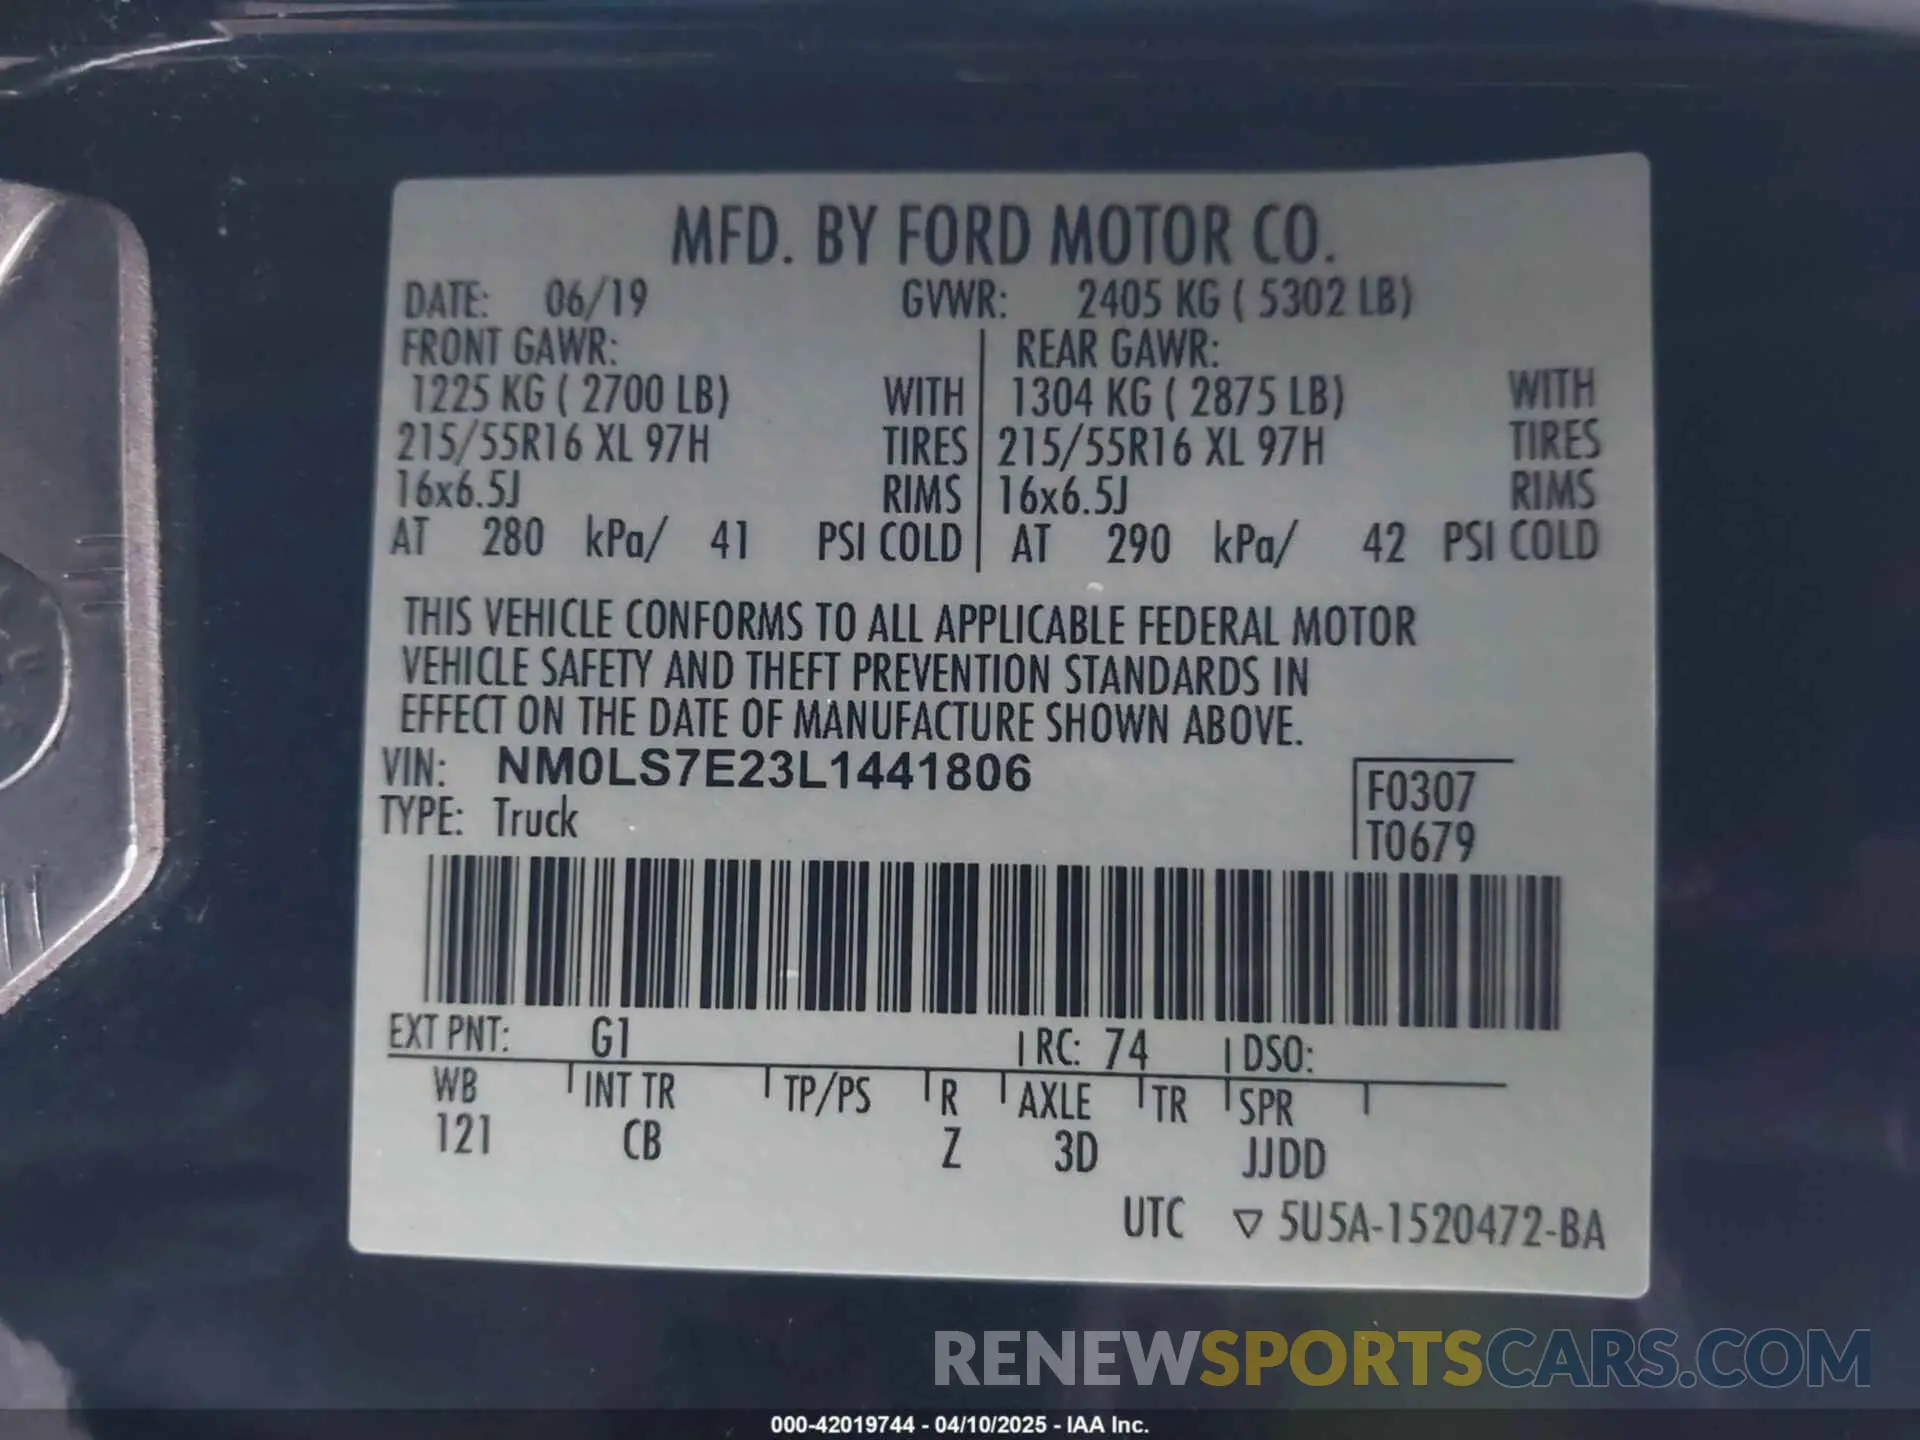 MFD. BY FORD MOTOR CO.
DATE: 06/19 GVWR: 2405 KG ( 5302 LB)
FRONT GAWR: REAR GAWR:
1225 KG ( 2700 LB) WITH 1304 KG ( 2875 LB) WITH
215/55R16 XL 97H TIRES 215/55R16 XL 97H TIRES
16x6.5J RIMS 16x6.5J RIMS
AT 280 kPa/ 41 PSI COLD AT 290 kPa/ 42 PSI COLD
THIS VEHICLE CONFORMS TO ALL APPLICABLE FEDERAL MOTOR
VEHICLE SAFETY AND THEFT PREVENTION STANDARDS IN
EFFECT ON THE DATE OF MANUFACTURE SHOWN ABOVE.
VIN: NM0LS7E23L1441806
F0307
TYPE: Truck
T0679
EXT PNT: G1 RC: 74 DSO:
WB INT TR TP/PS R AXLE TR SPR
121 CB Z 3D JJDD
UTC ▽ 5U5A-1520472-BA
RENEWSPORTSCARS.COM
000-42019744 - 04/10/2025 - IAA Inc.